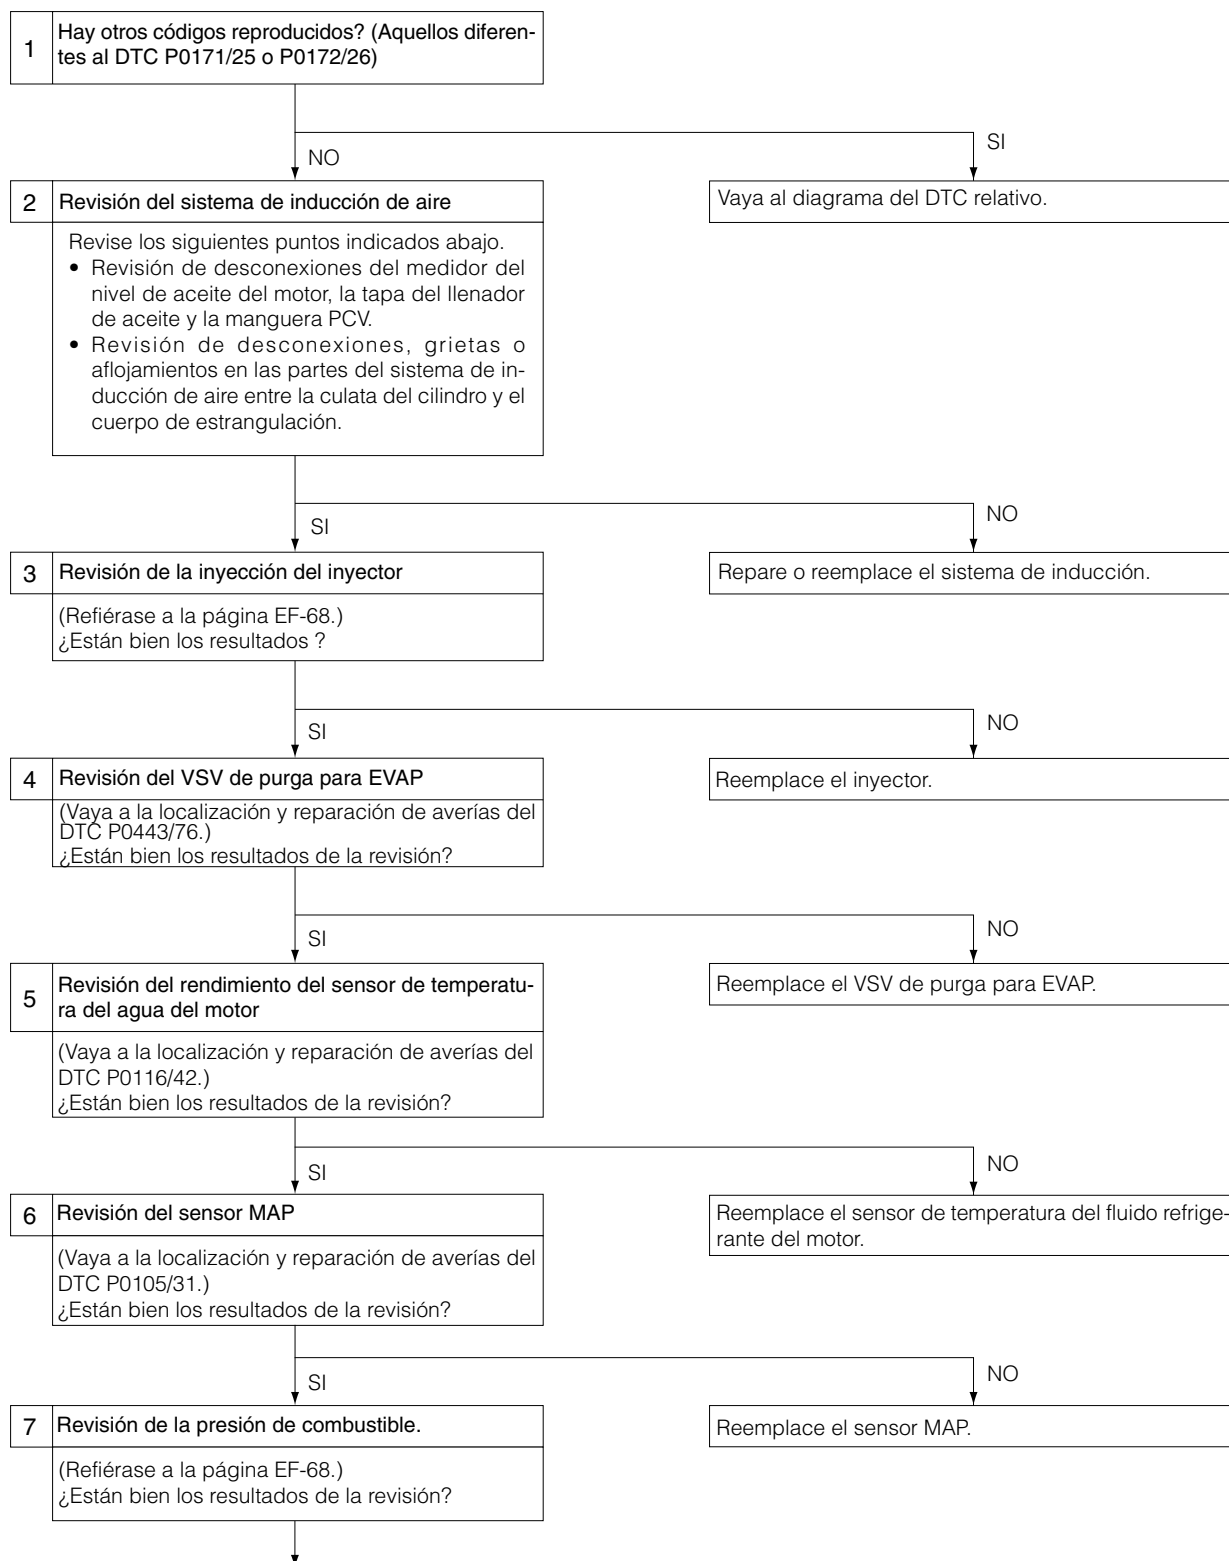 1
Hay otros códigos reproducidos? (Aquellos diferen-
tes al DTC P0171/25 o P0172/26)
NO
SI
2
Revisión del sistema de inducción de aire
Vaya al diagrama del DTC relativo.
Revise los siguientes puntos indicados abajo.
• Revisión de desconexiones del medidor del
nivel de aceite del motor, la tapa del llenador
de aceite y la manguera PCV.
• Revisión de desconexiones, grietas o
aflojamientos en las partes del sistema de in-
ducción de aire entre la culata del cilindro y el
cuerpo de estrangulación.
SI
NO
3
Revisión de la inyección del inyector
Repare o reemplace el sistema de inducción.
(Refiérase a la página EF-68.)
¿Están bien los resultados ?
SI
NO
4
Revisión del VSV de purga para EVAP
Reemplace el inyector.
(Vaya a la localización y reparación de averías del
DTC P0443/76.)
¿Están bien los resultados de la revisión?
SI
NO
5
Revisión del rendimiento del sensor de temperatu-
ra del agua del motor
Reemplace el VSV de purga para EVAP.
(Vaya a la localización y reparación de averías del
DTC P0116/42.)
¿Están bien los resultados de la revisión?
SI
NO
6
Revisión del sensor MAP
Reemplace el sensor de temperatura del fluido refrige-
rante del motor.
(Vaya a la localización y reparación de averías del
DTC P0105/31.)
¿Están bien los resultados de la revisión?
SI
NO
7
Revisión de la presión de combustible.
Reemplace el sensor MAP.
(Refiérase a la página EF-68.)
¿Están bien los resultados de la revisión?